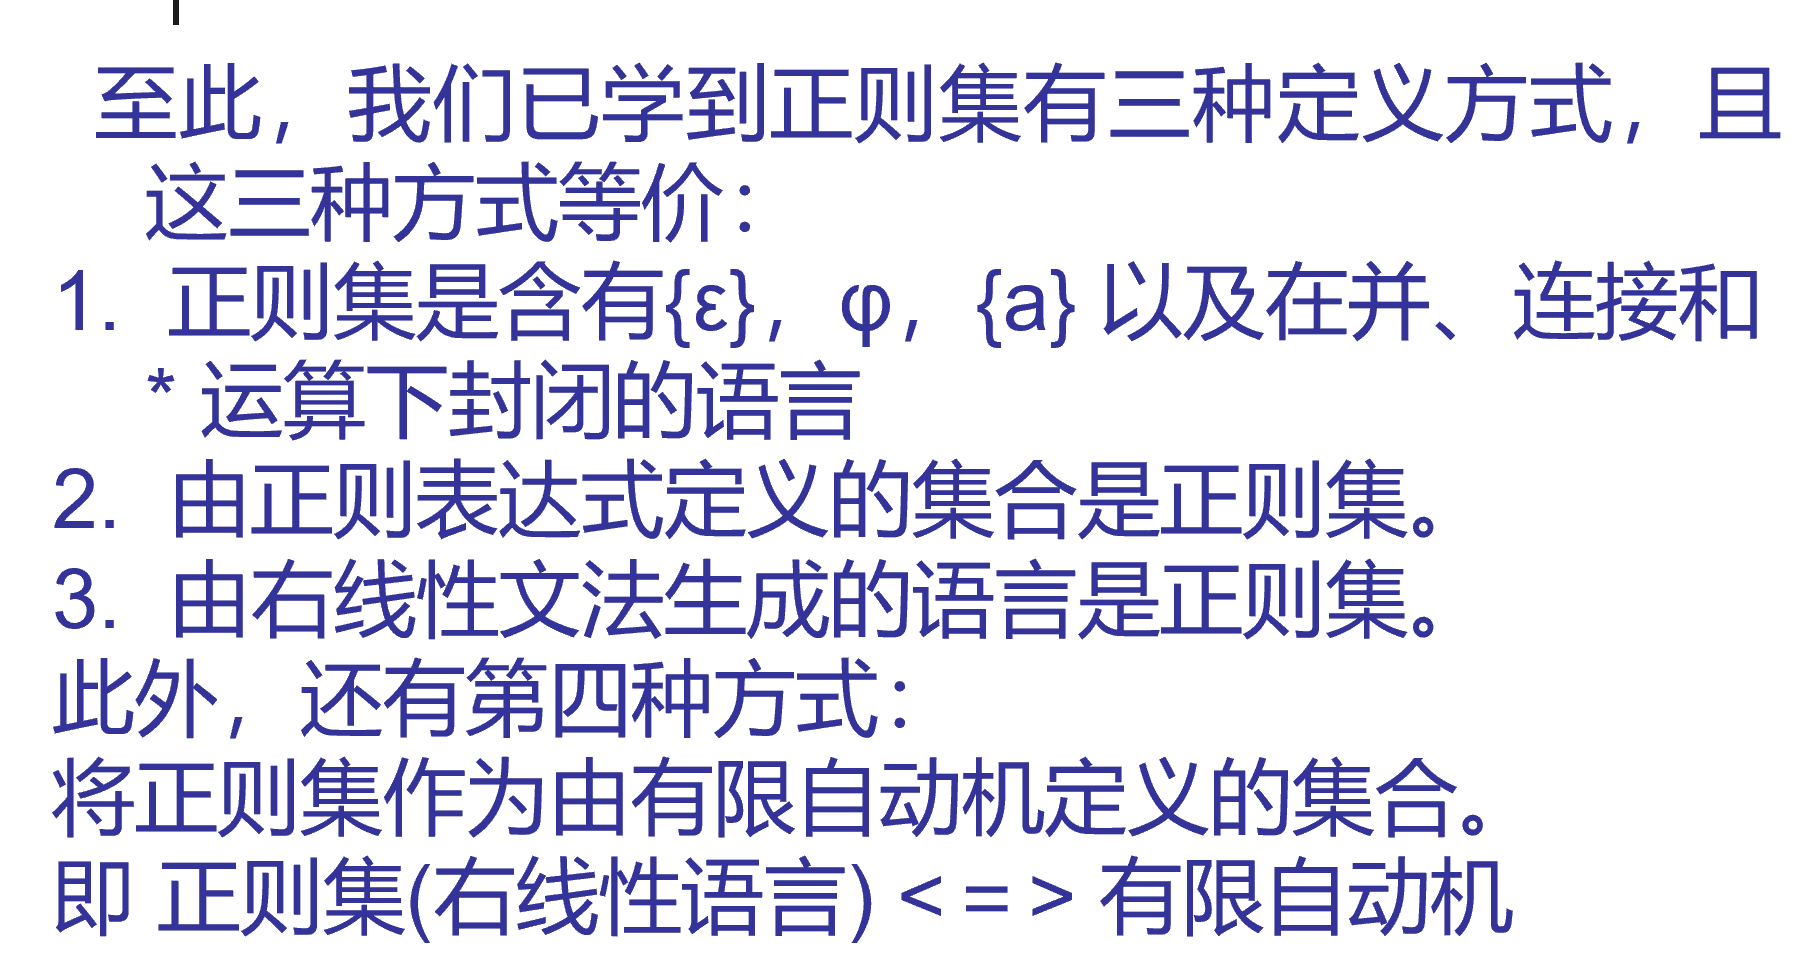 至此，我们已学到正则集有三种定义方式，且
这三种方式等价：
1. 正则集是含有{ε}，φ，{a} 以及在并、连接和
* 运算下封闭的语言
2. 由正则表达式定义的集合是正则集。
3. 由右线性文法生成的语言是正则集。
此外，还有第四种方式：
将正则集作为由有限自动机定义的集合。
即 正则集(右线性语言) < = > 有限自动机